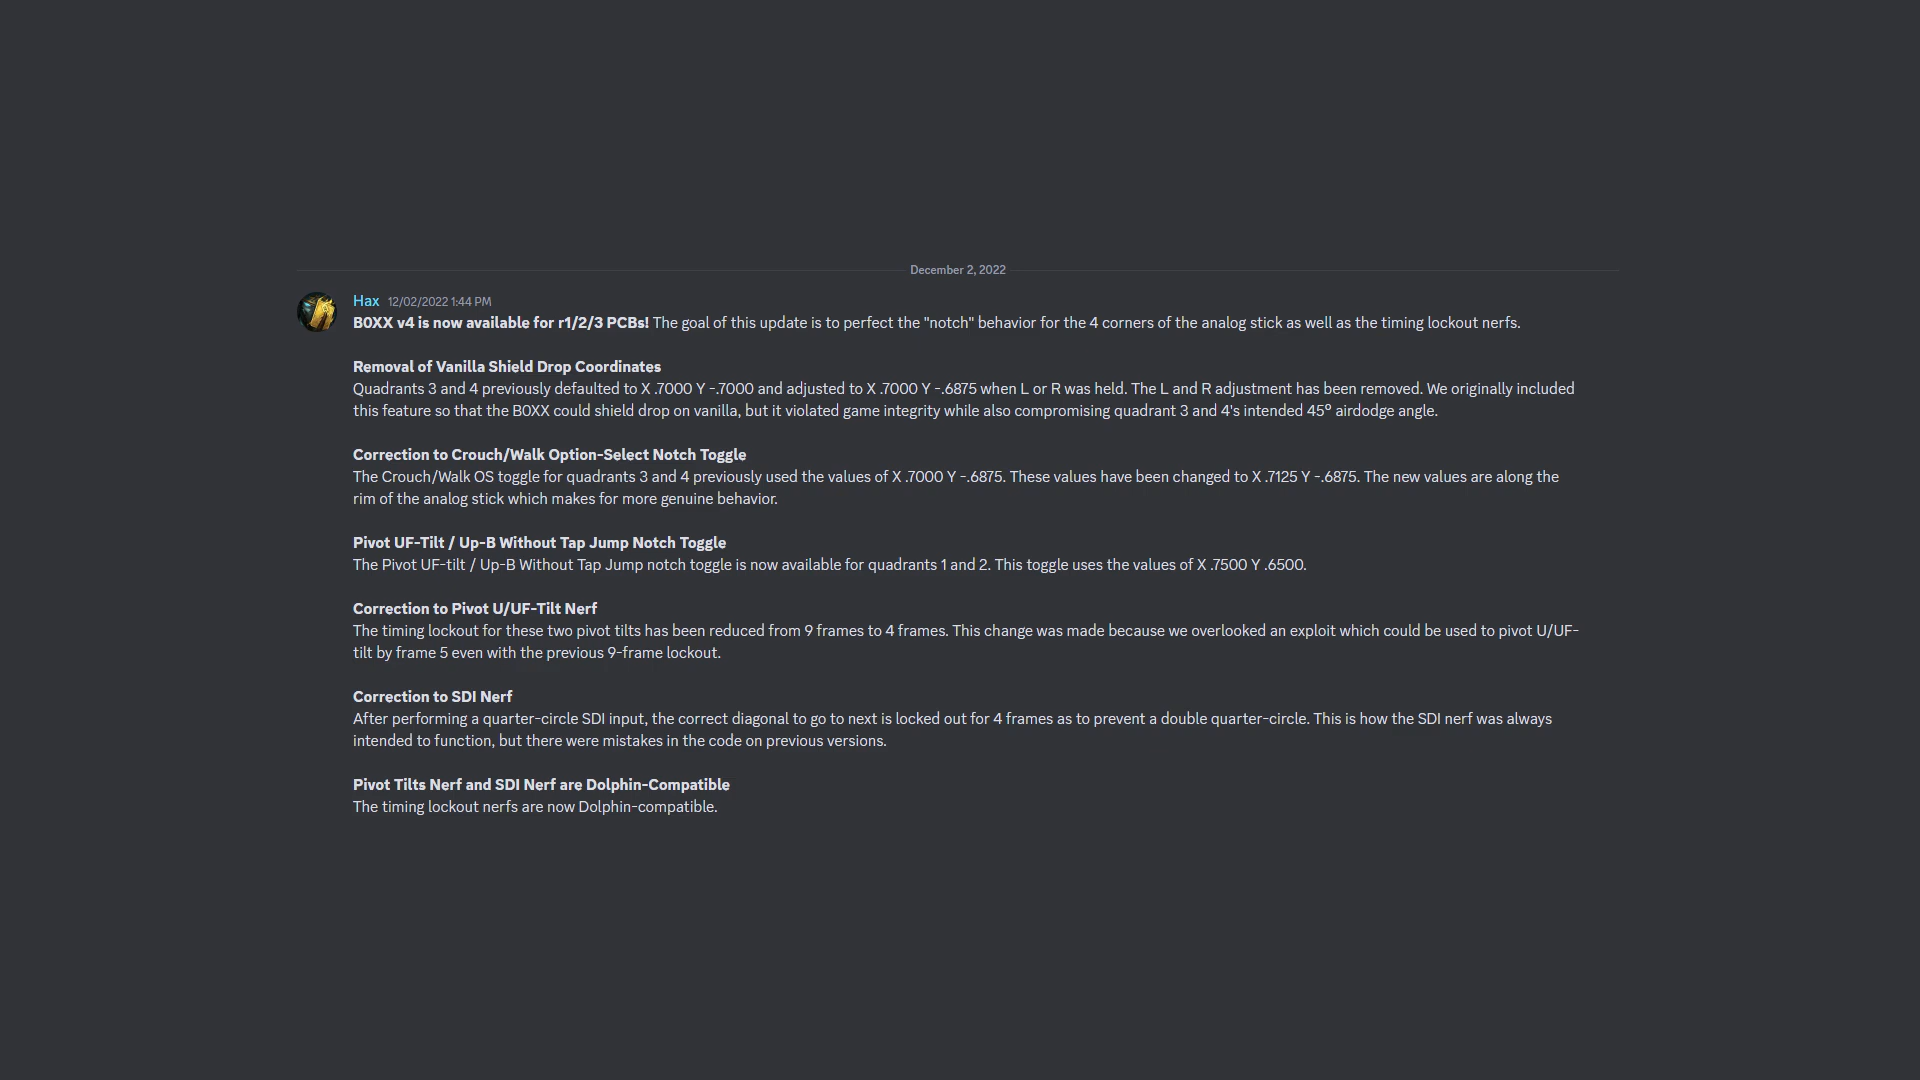 December 2, 2022
Hax 12/02/2022 1:44 PM
B0XX v4 is now available for r1/2/3 PCBs! The goal of this update is to perfect the "notch" behavior for the 4 corners of the analog stick as well as the timing lockout nerfs.
Removal of Vanilla Shield Drop Coordinates
Quadrants 3 and 4 previously defaulted to X .7000 Y -.7000 and adjusted to X .7000 Y -.6875 when L or R was held. The L and R adjustment has been removed. We originally included
this feature so that the B0XX could shield drop on vanilla, but it violated game integrity while also compromising quadrant 3 and 4's intended 45º airdodge angle.
Correction to Crouch/Walk Option-Select Notch Toggle
The Crouch/Walk OS toggle for quadrants 3 and 4 previously used the values of X .7000 Y -.6875. These values have been changed to X .7125 Y -.6875. The new values are along the
rim of the analog stick which makes for more genuine behavior.
Pivot UF-Tilt / Up-B Without Tap Jump Notch Toggle
The Pivot UF-tilt / Up-B Without Tap Jump notch toggle is now available for quadrants 1 and 2. This toggle uses the values of X .7500 Y .6500.
Correction to Pivot U/UF-Tilt Nerf
The timing lockout for these two pivot tilts has been reduced from 9 frames to 4 frames. This change was made because we overlooked an exploit which could be used to pivot U/UF-
tilt by frame 5 even with the previous 9-frame lockout.
Correction to SDI Nerf
After performing a quarter-circle SDI input, the correct diagonal to go to next is locked out for 4 frames as to prevent a double quarter-circle. This is how the SDI nerf was always
intended to function, but there were mistakes in the code on previous versions.
Pivot Tilts Nerf and SDI Nerf are Dolphin-Compatible
The timing lockout nerfs are now Dolphin-compatible.